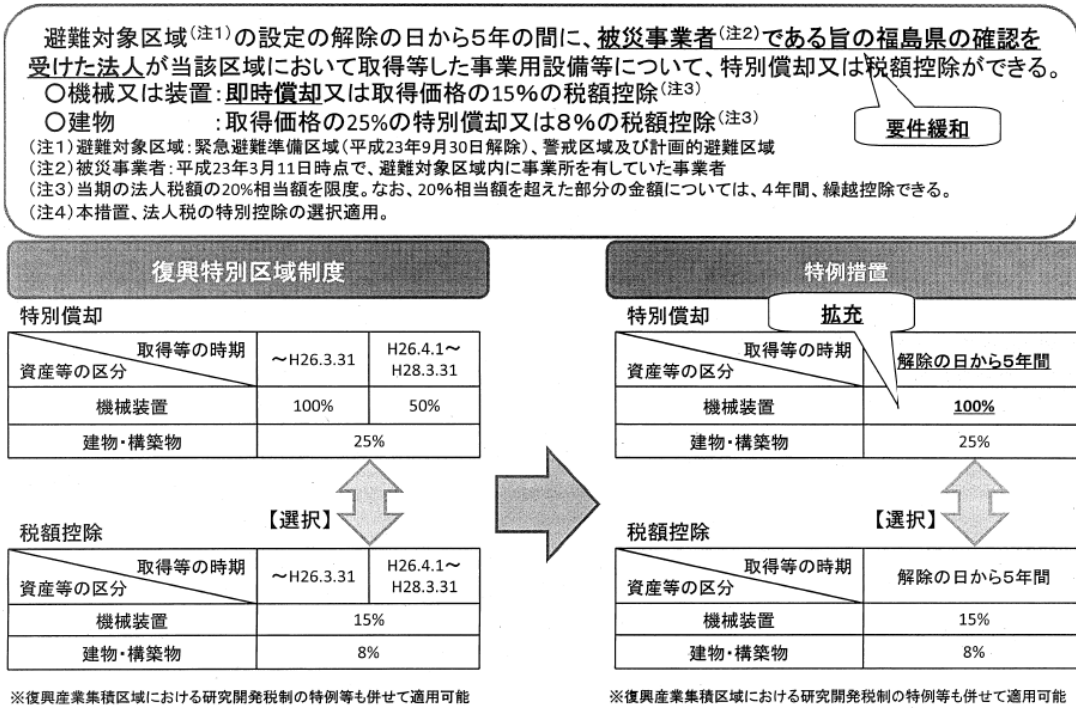 避難対象区域(注1)の設定の解除の日から5年の間に、被災事業者(注2)である旨の福島県の確認を
受けた法人が当該区域において取得等した事業用設備等について、特別償却又は税額控除ができる。
○機械又は装置：即時償却又は取得価格の15％の税額控除(注3)
○建物　　　　：取得価格の25％の特別償却又は８％の税額控除(注3)
要件緩和
(注１)避難対象区域：緊急避難準備区域(平成23年9月30日解除)、警戒区域及び計画的避難区域
(注２)被災事業者：平成23年3月11日時点で、避難対象区域内に事業所を有していた事業者
(注３)当期の法人税額の20％相当額を限度。なお、20％相当額を超えた部分の金額については、４年間、繰越控除できる。
(注４)本措置、法人税の特別控除の選択適用。
復興特別区域制度
特別償却
取得等の時期
資産等の区分
～H26.3.31
H26.4.1～
H28.3.31
機械装置 100% 50%
建物・構築物 25%
【選択】
税額控除
取得等の時期
資産等の区分
～H26.3.31
H26.4.1～
H28.3.31
機械装置 15%
建物・構築物 8%
※復興産業集積区域における研究開発税制の特例等も併せて適用可能
特例措置
拡充
特別償却
取得等の時期
資産等の区分
解除の日から５年間
機械装置 100%
建物・構築物 25%
【選択】
税額控除
取得等の時期
資産等の区分
解除の日から５年間
機械装置 15%
建物・構築物 8%
※復興産業集積区域における研究開発税制の特例等も併せて適用可能